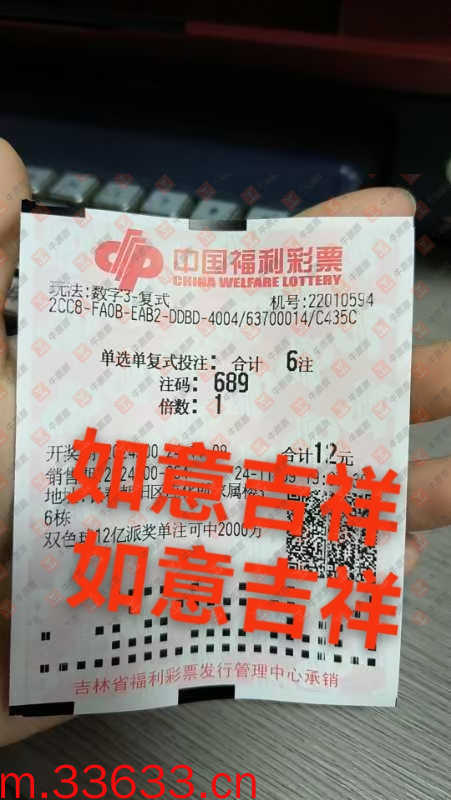 中国福利彩票
CHINA WELFARE LOTTERY
玩法:数字3-复式 机号:22010594
2CC8-FA0B-EAB2-DDBD-4004/63700014/C435C
单选单复式投注: 合计 6注
注码: 689
倍数: 1
开奖 08 合计12元
销售期
如意吉祥
6栋
双色球12亿派奖单注可中2000万
如意吉祥
吉林省福利彩票发行管理中心承销
m.33633.cn